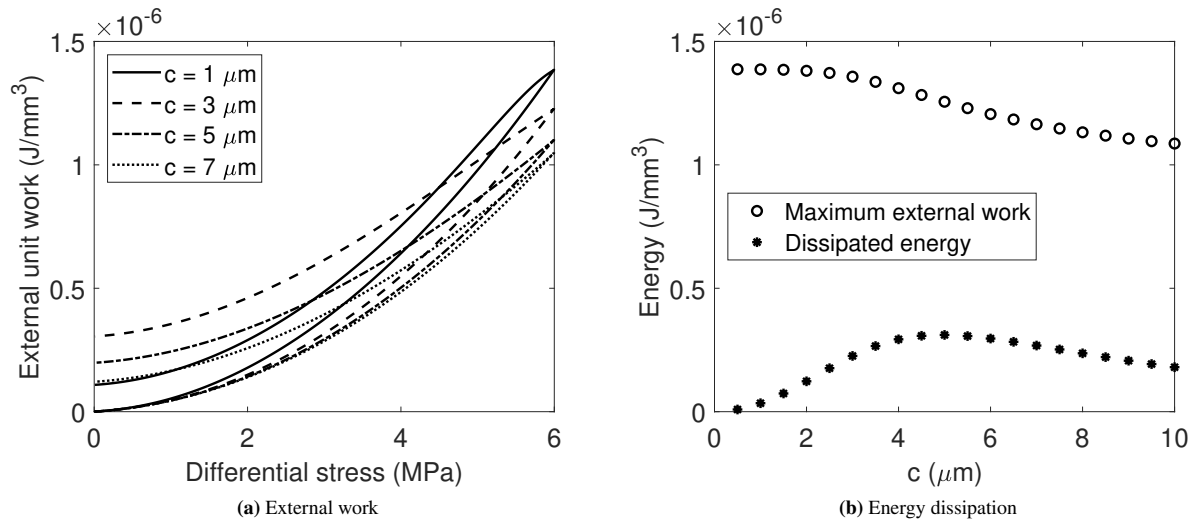 ×10⁻⁶
1.5
1
0.5
0
External unit work (J/mm³)
c = 1 μm
c = 3 μm
c = 5 μm
c = 7 μm
0 2 4 6
Differential stress (MPa)
(a) External work
×10⁻⁶
1.5
1
0.5
0
Energy (J/mm³)
Maximum external work
Dissipated energy
0 2 4 6 8 10
c (μm)
(b) Energy dissipation